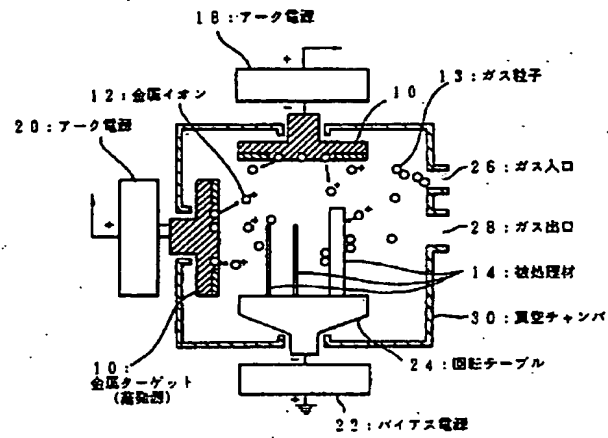 18:アーク電源
12:金属イオン
13:ガス粒子
20:アーク電源
10
26:ガス入口
28:ガス出口
14:被処理材
30:真空チャンバ
10:
金属ターゲット
(蒸発源)
24:回転テーブル
22:バイアス電源
+
-
+
-
+